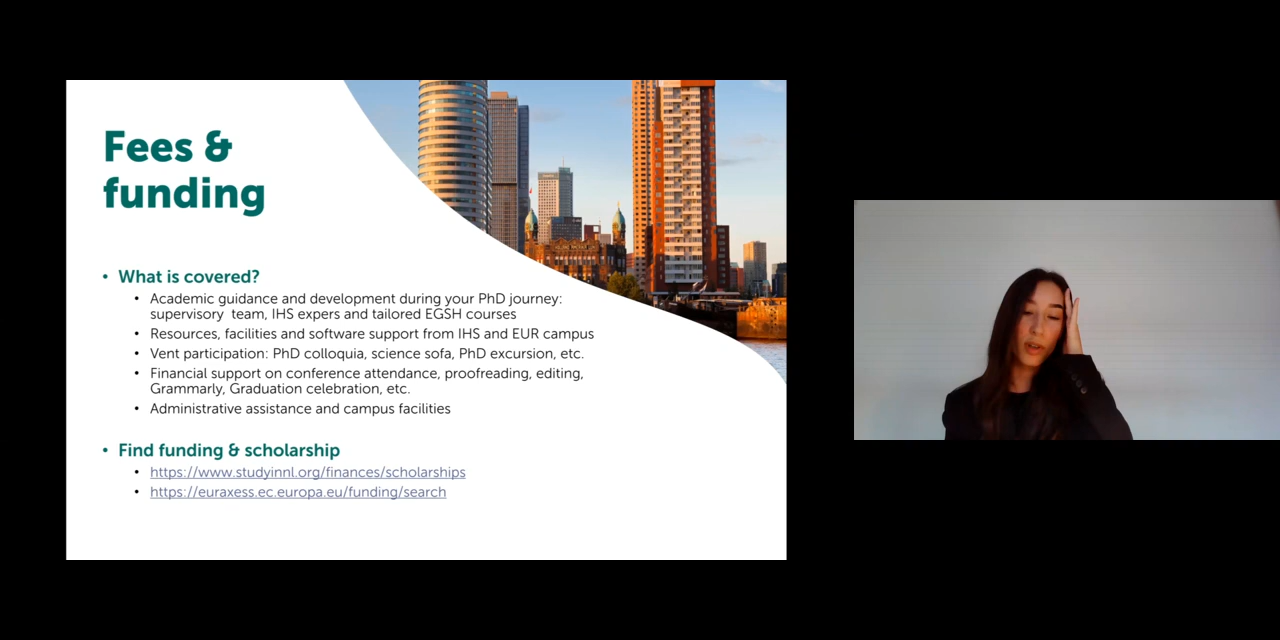 Fees &
funding
• What is covered?
• Academic guidance and development during your PhD journey:
supervisory team, IHS expers and tailored EGSH courses
• Resources, facilities and software support from IHS and EUR campus
• Vent participation: PhD colloquia, science sofa, PhD excursion, etc.
• Financial support on conference attendance, proofreading, editing,
Grammarly, Graduation celebration, etc.
• Administrative assistance and campus facilities
• Find funding & scholarship
• https://www.studyinnl.org/finances/scholarships
• https://euraxess.ec.europa.eu/funding/search